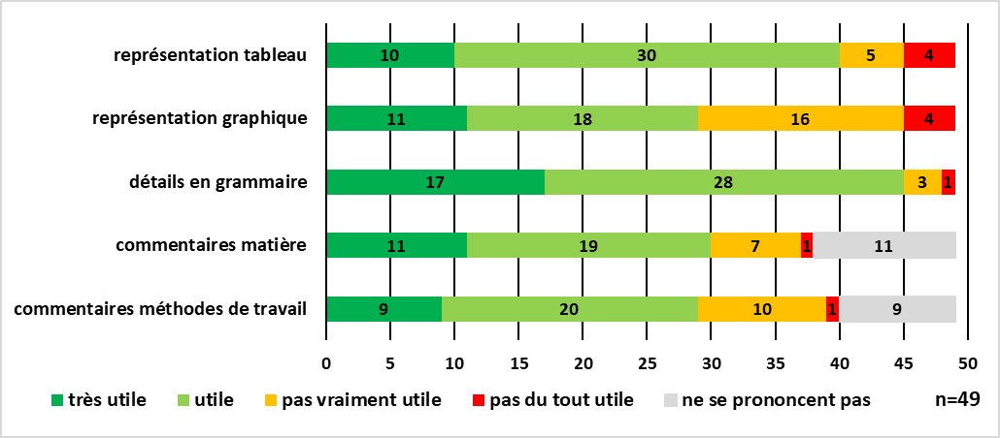 représentation tableau 10 30 5 4
représentation graphique 11 18 16 4
détails en grammaire 17 28 3 1
commentaires matière 11 19 7 1 11
commentaires méthodes de travail 9 20 10 1 9
0 5 10 15 20 25 30 35 40 45 50
très utile utile pas vraiment utile pas du tout utile ne se prononcent pas n=49